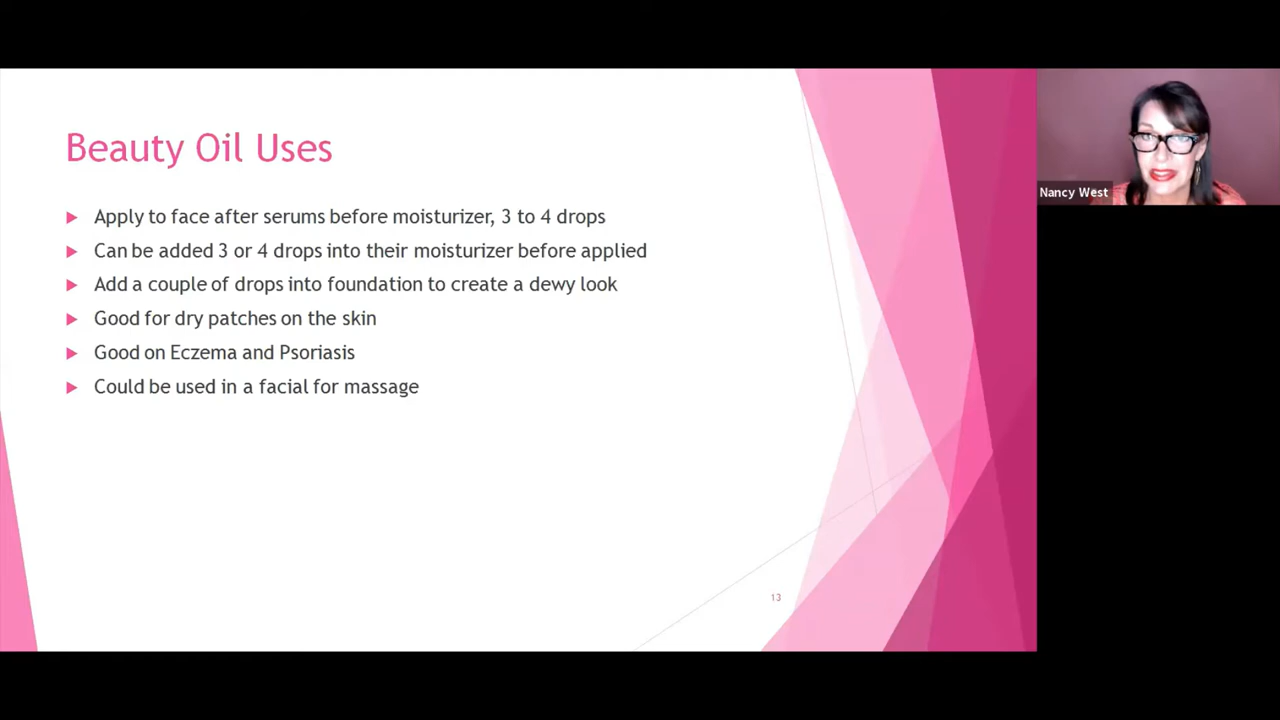 Beauty Oil Uses
Apply to face after serums before moisturizer, 3 to 4 drops
Can be added 3 or 4 drops into their moisturizer before applied
Add a couple of drops into foundation to create a dewy look
Good for dry patches on the skin
Good on Eczema and Psoriasis
Could be used in a facial for massage
13
Nancy West